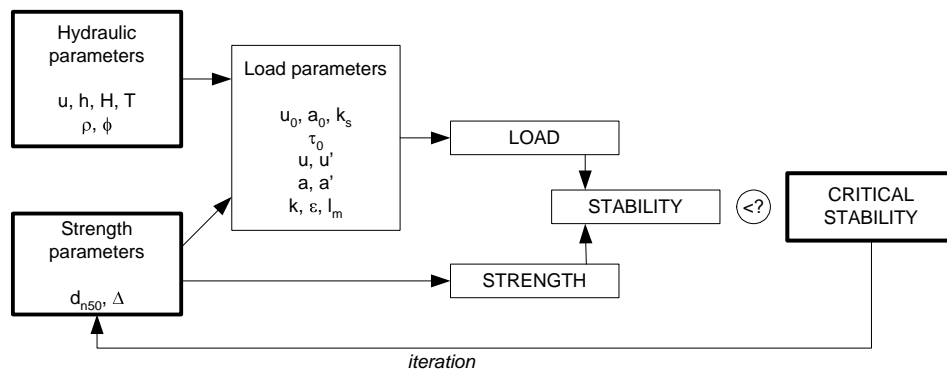 Hydraulic
parameters
u, h, H, T
ρ, ϕ
Load parameters
u₀, a₀, kₛ
τ₀
u, u’
a, a’
k, ε, lₘ
LOAD
STABILITY
<?
CRITICAL
STABILITY
Strength
parameters
dₙ₅₀, Δ
STRENGTH
iteration